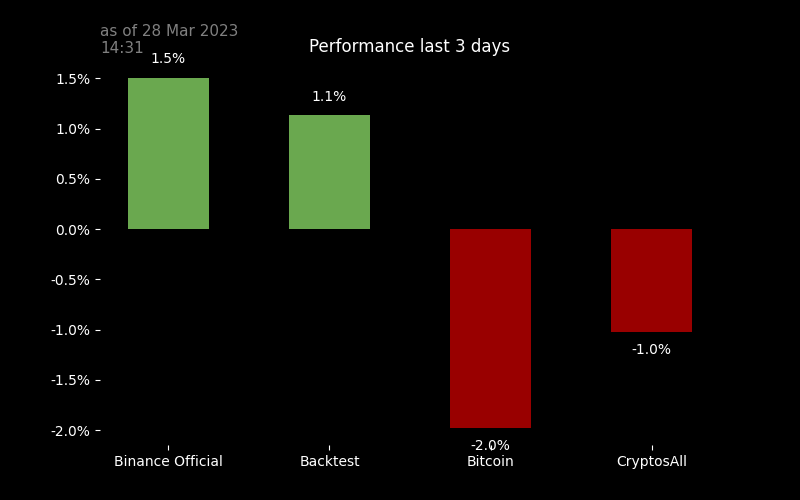 as of 28 Mar 2023
14:31
Performance last 3 days
1.5%
1.5%
1.1%
1.0%
0.5%
0.0%
-0.5%
-1.0%
-1.0%
-1.5%
-2.0%
-2.0%
Binance Official
Backtest
Bitcoin
CryptosAll